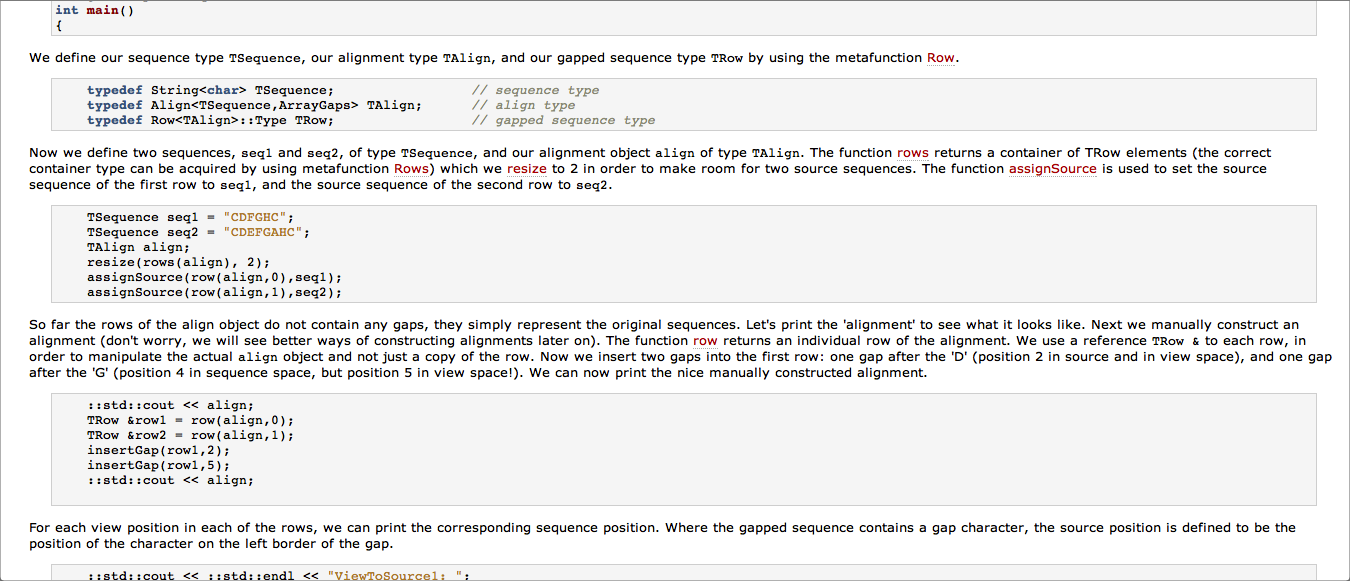 int main()
{
We define our sequence type TSequence, our alignment type TAlign, and our gapped sequence type TRow by using the metafunction Row.
typedef String<char> TSequence;                 // sequence type
typedef Align<TSequence,ArrayGaps> TAlign;      // align type
typedef Row<TAlign>::Type TRow;                 // gapped sequence type
Now we define two sequences, seq1 and seq2, of type TSequence, and our alignment object align of type TAlign. The function rows returns a container of TRow elements (the correct
container type can be acquired by using metafunction Rows) which we resize to 2 in order to make room for two source sequences. The function assignSource is used to set the source
sequence of the first row to seq1, and the source sequence of the second row to seq2.
TSequence seq1 = "CDFGHC";
TSequence seq2 = "CDEFGAHC";
TAlign align;
resize(rows(align), 2);
assignSource(row(align,0),seq1);
assignSource(row(align,1),seq2);
So far the rows of the align object do not contain any gaps, they simply represent the original sequences. Let's print the 'alignment' to see what it looks like. Next we manually construct an
alignment (don't worry, we will see better ways of constructing alignments later on). The function row returns an individual row of the alignment. We use a reference TRow & to each row, in
order to manipulate the actual align object and not just a copy of the row. Now we insert two gaps into the first row: one gap after the 'D' (position 2 in source and in view space), and one gap
after the 'G' (position 4 in sequence space, but position 5 in view space!). We can now print the nice manually constructed alignment.
::std::cout << align;
TRow &row1 = row(align,0);
TRow &row2 = row(align,1);
insertGap(row1,2);
insertGap(row1,5);
::std::cout << align;
For each view position in each of the rows, we can print the corresponding sequence position. Where the gapped sequence contains a gap character, the source position is defined to be the
position of the character on the left border of the gap.
::std::cout << ::std::endl << "ViewToSource1: ";